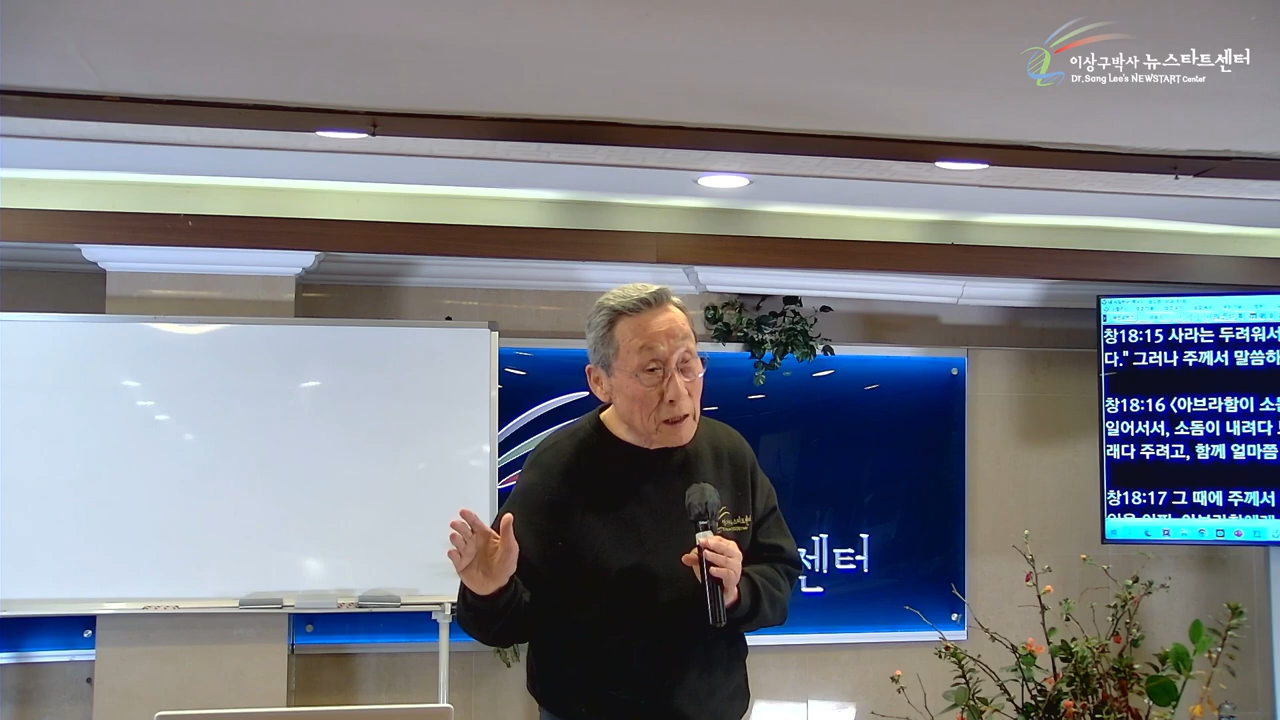 이상구박사 뉴스타트센터
Dr. Sang Lee's NEWSTART Center
창18:15 사라는 두려워서
다." 그러나 주께서 말씀하
창18:16 <아브라함이 소돔
일어서서, 소돔이 내려다
래다 주려고, 함께 얼마쯤
창18:17 그 때에 주께서
센터